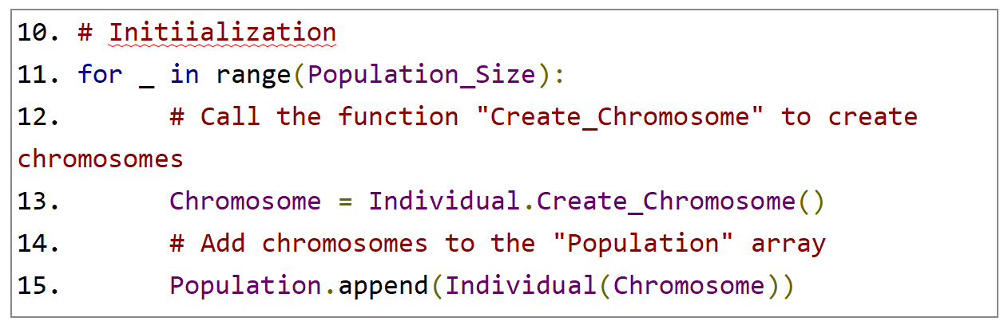 10. # Initiialization
11. for _ in range(Population_Size):
12.       # Call the function "Create_Chromosome" to create
chromosomes
13.       Chromosome = Individual.Create_Chromosome()
14.       # Add chromosomes to the "Population" array
15.       Population.append(Individual(Chromosome))